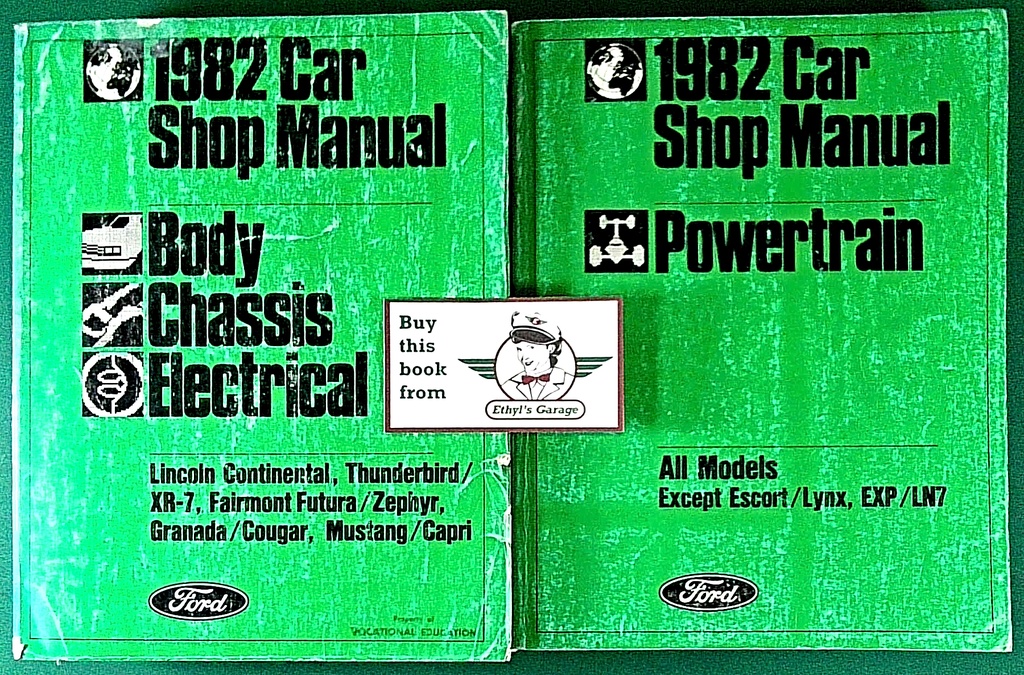 1982 Car
Shop Manual
Body
Chassis
Electrical
Lincoln Continental, Thunderbird/
XR-7, Fairmont Futura/Zephyr,
Granada/Cougar, Mustang/Capri
Ford
Property of
VOCATIONAL EDUCATION
Buy
this
book
from
Ethyl's Garage
1982 Car
Shop Manual
Powertrain
All Models
Except Escort/Lynx, EXP/LN7
Ford